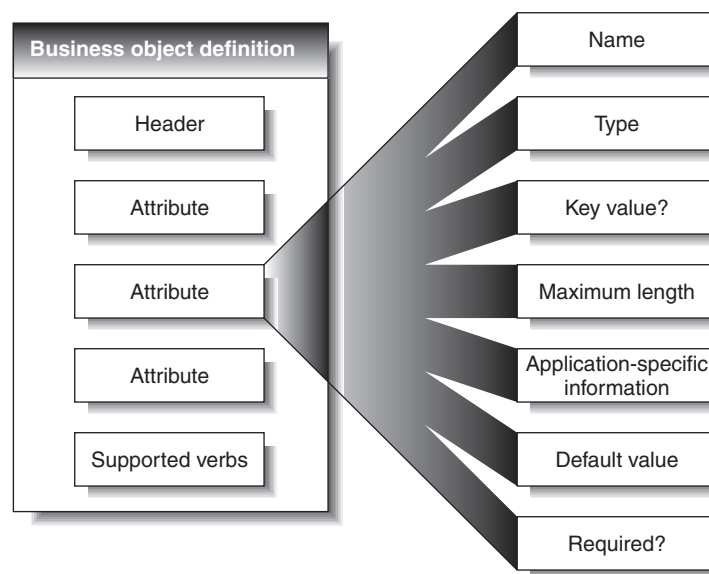 Business object definition
Header
Attribute
Attribute
Attribute
Supported verbs
Name
Type
Key value?
Maximum length
Application-specific
information
Default value
Required?